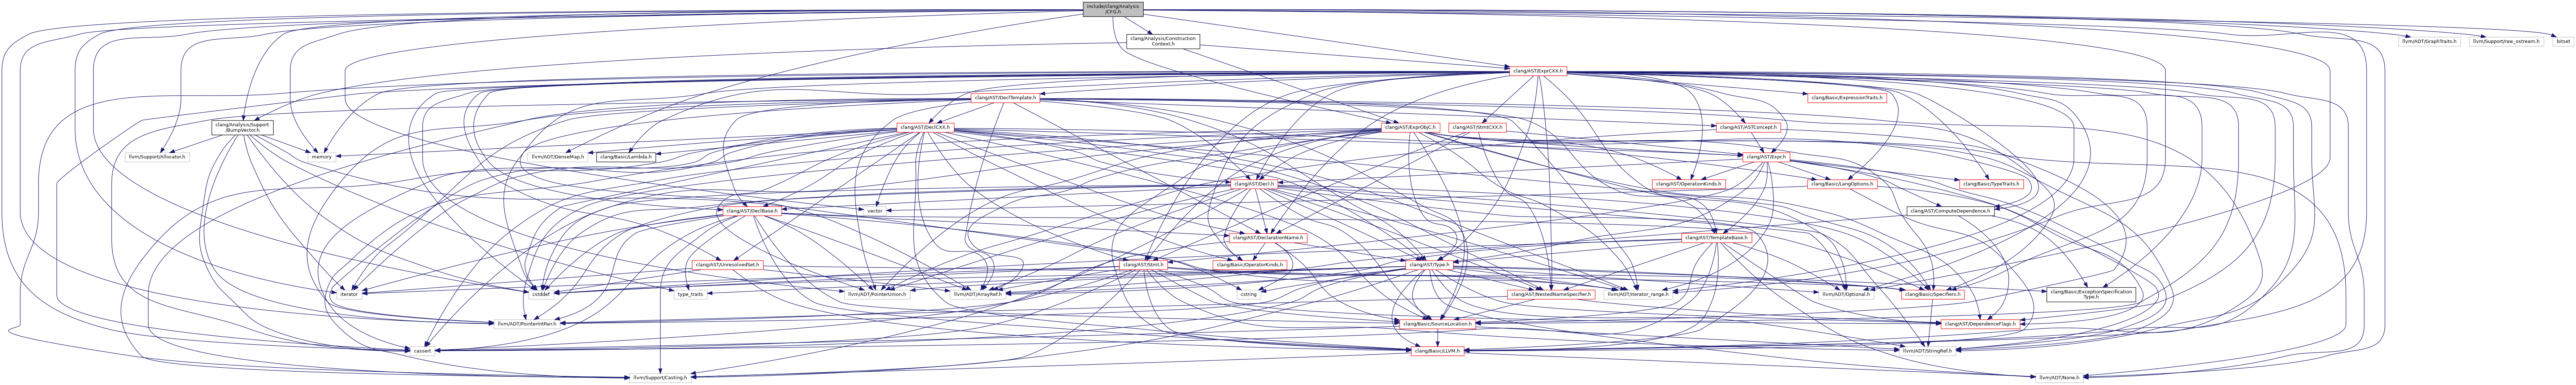 include/clang/Analysis
/CFG.h
clang/Analysis/Construction
Context.h
llvm/ADT/GraphTraits.h
llvm/Support/raw_ostream.h
bitset
clang/AST/ExprCXX.h
clang/AST/DeclTemplate.h
clang/Basic/ExpressionTraits.h
clang/Analysis/Support
/BumpVector.h
clang/AST/DeclCXX.h
clang/AST/ExprObjC.h
clang/AST/StmtCXX.h
clang/AST/ASTConcept.h
llvm/Support/Allocator.h
memory
llvm/ADT/DenseMap.h
clang/Basic/Lambda.h
clang/AST/Expr.h
clang/AST/Decl.h
clang/AST/OperationKinds.h
clang/Basic/LangOptions.h
clang/Basic/TypeTraits.h
clang/AST/DeclBase.h
vector
clang/AST/ComputeDependence.h
clang/AST/DeclarationName.h
clang/AST/TemplateBase.h
clang/AST/UnresolvedSet.h
clang/AST/Stmt.h
clang/Basic/OperatorKinds.h
clang/AST/Type.h
iterator
cstddef
type_traits
llvm/ADT/PointerUnion.h
llvm/ADT/ArrayRef.h
cstring
clang/AST/NestedNameSpecifier.h
llvm/ADT/iterator_range.h
llvm/ADT/Optional.h
clang/Basic/Specifiers.h
clang/Basic/ExceptionSpecification
Type.h
llvm/ADT/PointerIntPair.h
clang/Basic/SourceLocation.h
clang/AST/DependenceFlags.h
cassert
clang/Basic/LLVM.h
llvm/ADT/StringRef.h
llvm/Support/Casting.h
llvm/ADT/None.h